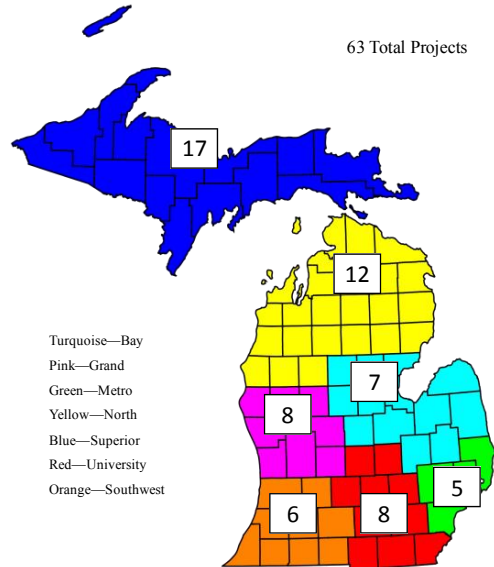 63 Total Projects
17
12
7
8
5
6
8
Turquoise—Bay
Pink—Grand
Green—Metro
Yellow—North
Blue—Superior
Red—University
Orange—Southwest